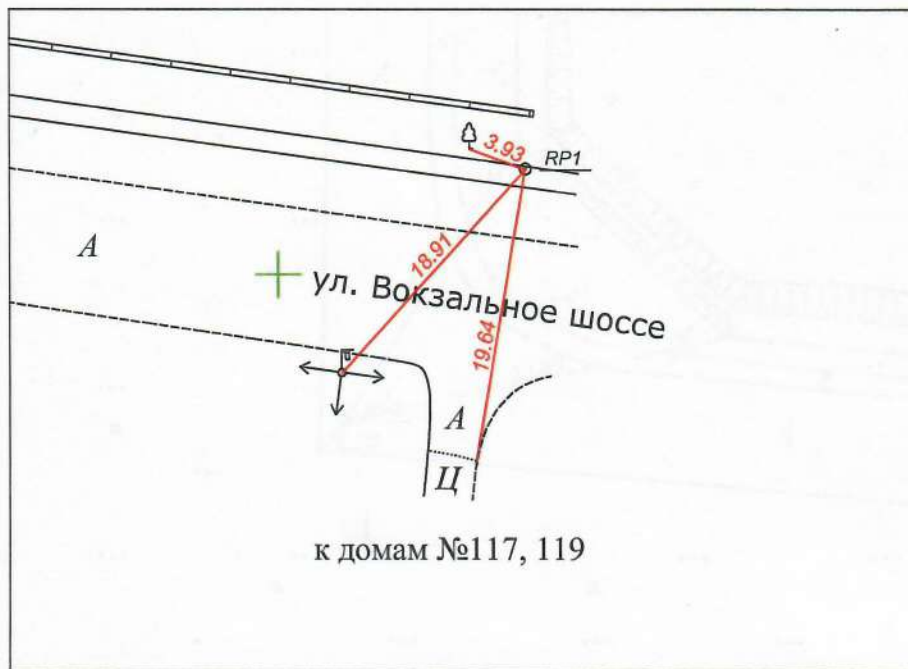 3.93
RP1
А
18.91
ул. Вокзальное шоссе
19.64
А
Ц
к домам №117, 119